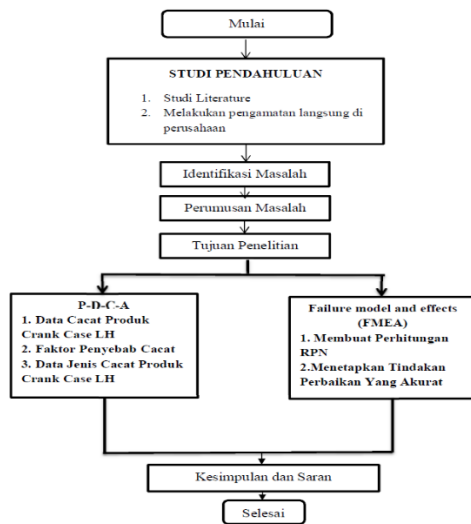 Mulai
STUDI PENDAHULUAN
1. Studi Literature
2. Melakukan pengamatan langsung di
perusahaan
Identifikasi Masalah
Perumusan Masalah
Tujuan Penelitian
P-D-C-A
1. Data Cacat Produk
Crank Case LH
2. Faktor Penyebab Cacat
3. Data Jenis Cacat Produk
Crank Case LH
Failure model and effects
(FMEA)
1. Membuat Perhitungan
RPN
2.Menetapkan Tindakan
Perbaikan Yang Akurat
Kesimpulan dan Saran
Selesai